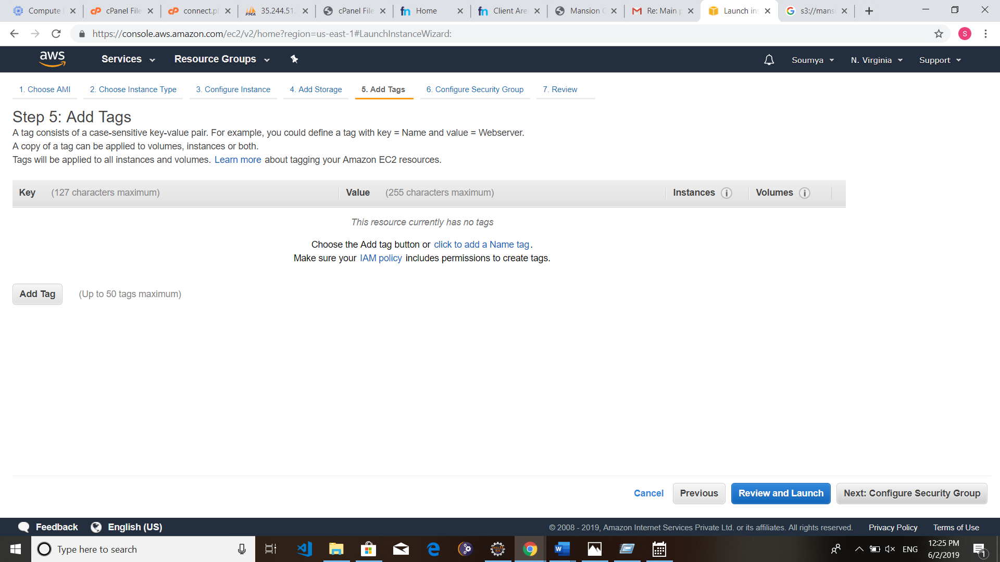 Compute
cPanel File
connect.p
35.244.51.
cPanel File
Home
Client Are
Mansion
Re: Main p
Launch in
s3://mans
https://console.aws.amazon.com/ec2/v2/home?region=us-east-1#LaunchInstanceWizard:
S
aws
Services
Resource Groups
Soumya
N. Virginia
Support
1. Choose AMI
2. Choose Instance Type
3. Configure Instance
4. Add Storage
5. Add Tags
6. Configure Security Group
7. Review
Step 5: Add Tags
A tag consists of a case-sensitive key-value pair. For example, you could define a tag with key = Name and value = Webserver.
A copy of a tag can be applied to volumes, instances or both.
Tags will be applied to all instances and volumes. Learn more about tagging your Amazon EC2 resources.
Key (127 characters maximum)
Value (255 characters maximum)
Instances
Volumes
This resource currently has no tags
Choose the Add tag button or click to add a Name tag.
Make sure your IAM policy includes permissions to create tags.
Add Tag
(Up to 50 tags maximum)
Cancel
Previous
Review and Launch
Next: Configure Security Group
Feedback
English (US)
© 2008 - 2019, Amazon Internet Services Private Ltd. or its affiliates. All rights reserved.
Privacy Policy
Terms of Use
Type here to search
ENG
12:25 PM
6/2/2019
1